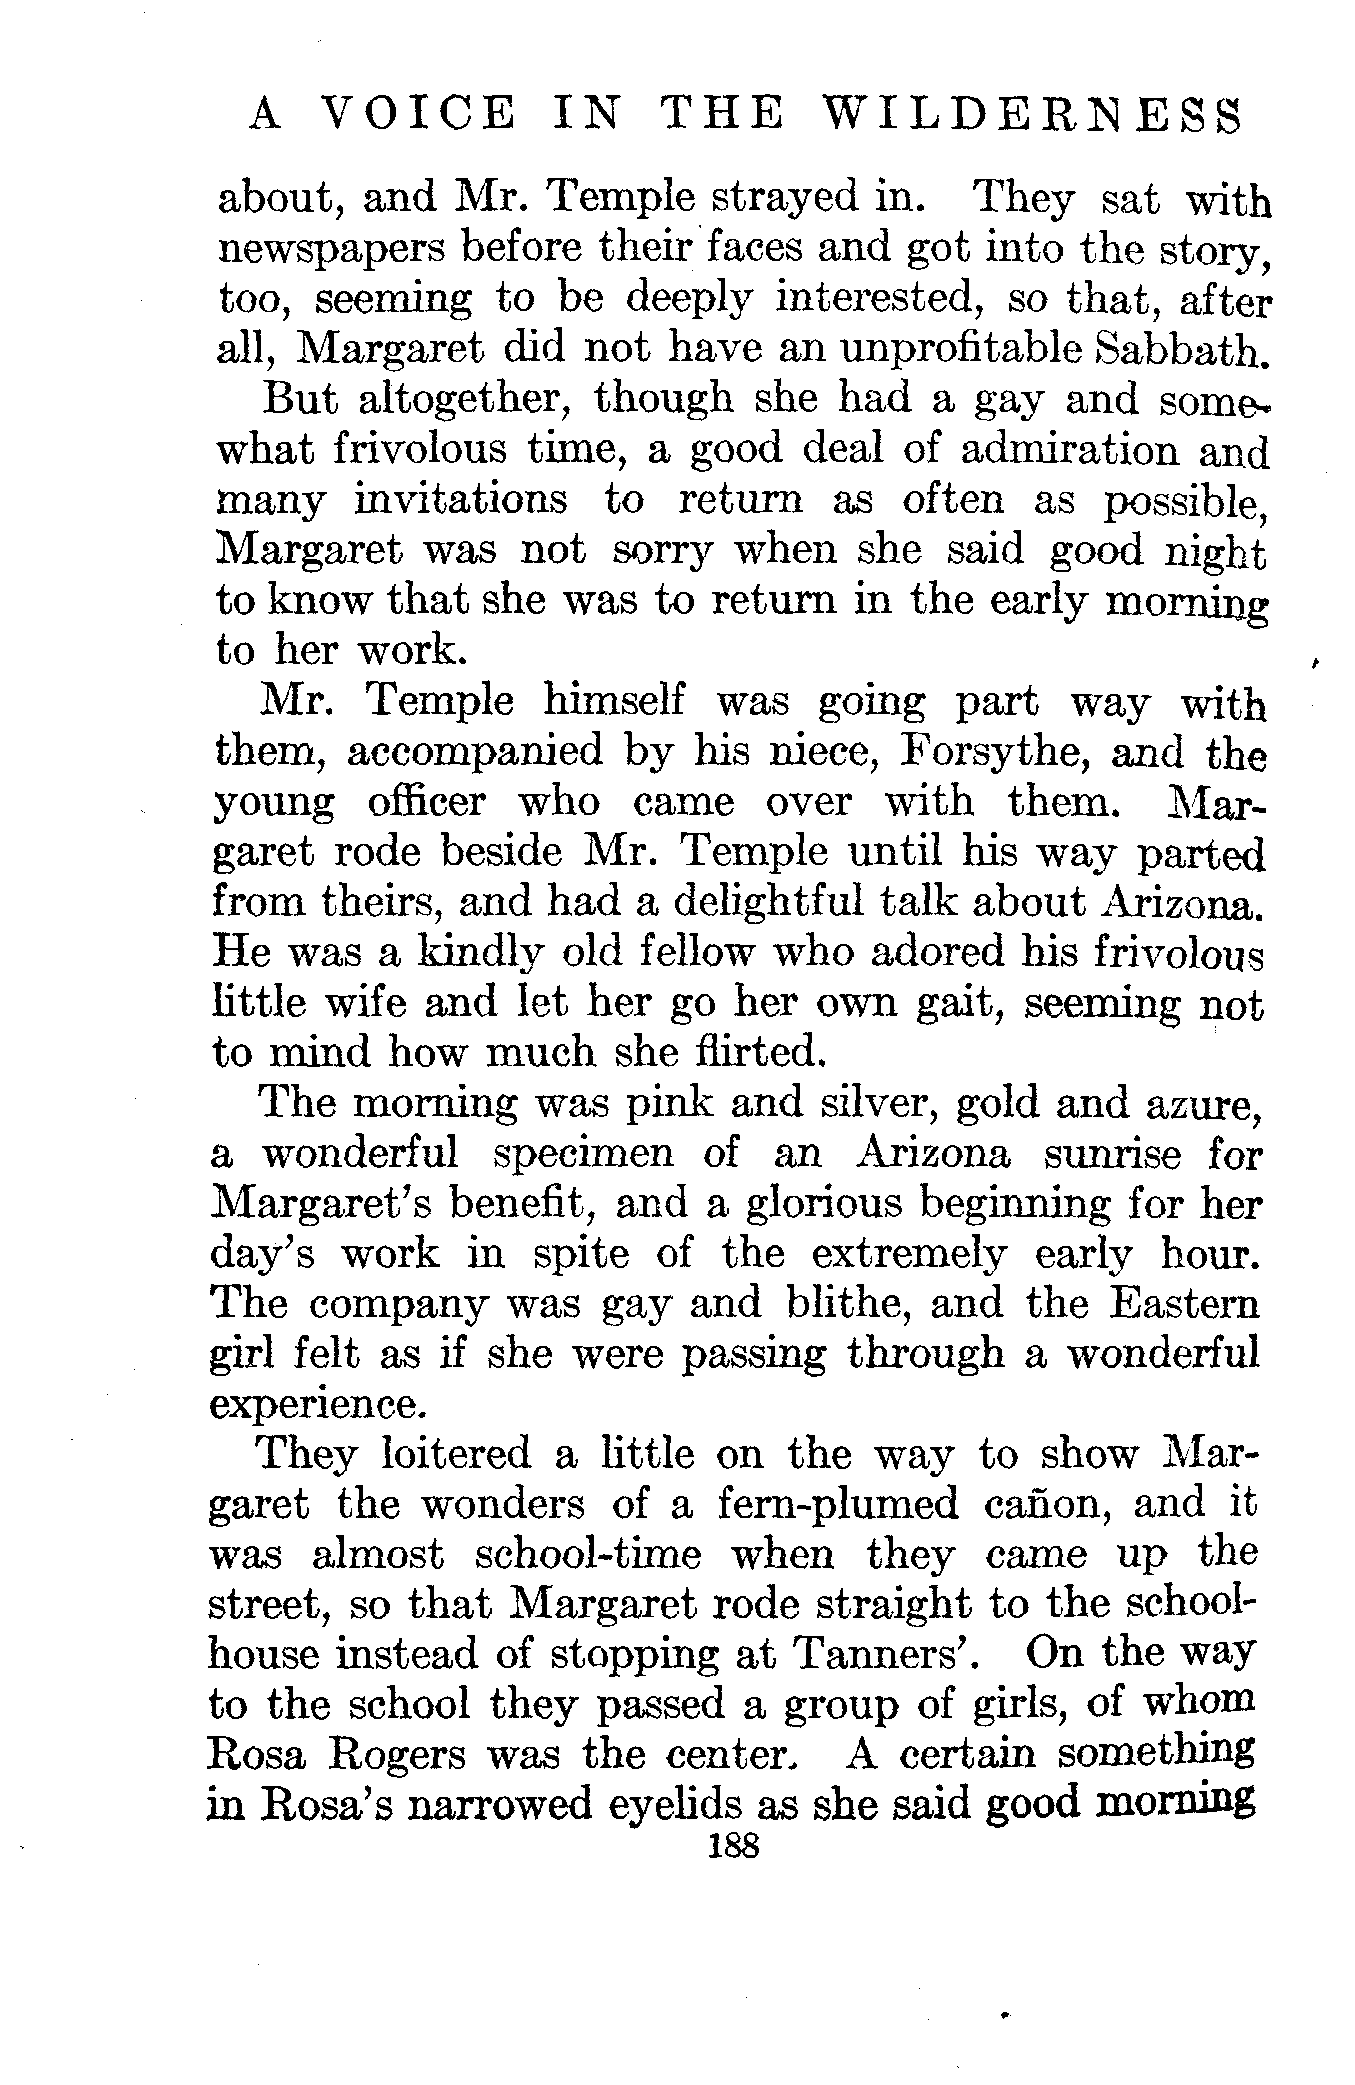 A VOICE IN THE WILDERNESS
about, and Mr. Temple strayed in. They sat with
newspapers before their faces and got into the story,
too, seeming to be deeply interested, so that, after
all, Margaret did not have an unprofitable Sabbath.
But altogether, though she had a gay and some-
what frivolous time, a good deal of admiration and
many invitations to return as often as possible,
Margaret was not sorry when she said good night
to know that she was to return in the early morning
to her work.
Mr. Temple himself was going part way with
them, accompanied by his niece, Forsythe, and the
young officer who came over with them. Mar-
garet rode beside Mr. Temple until his way parted
from theirs, and had a delightful talk about Arizona.
He was a kindly old fellow who adored his frivolous
little wife and let her go her own gait, seeming not
to mind how much she flirted.
The morning was pink and silver, gold and azure,
a wonderful specimen of an Arizona sunrise for
Margaret's benefit, and a glorious beginning for her
day's work in spite of the extremely early hour.
The company was gay and blithe, and the Eastern
girl felt as if she were passing through a wonderful
experience.
They loitered a little on the way to show Mar-
garet the wonders of a fern-plumed cañon, and it
was almost school-time when they came up the
street, so that Margaret rode straight to the school-
house instead of stopping at Tanners'. On the way
to the school they passed a group of girls, of whom
Rosa Rogers was the center. A certain something
in Rosa's narrowed eyelids as she said good morning
188